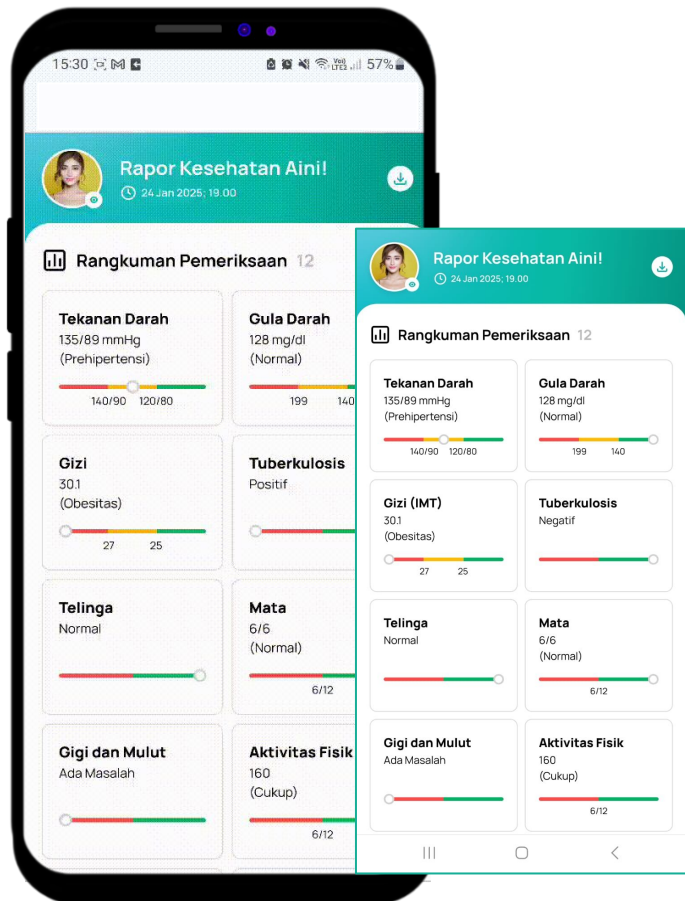 15:30
Voi)
LTE2
57%
Rapor Kesehatan Aini!
24 Jan 2025; 19.00
Rangkuman Pemeriksaan 12
Tekanan Darah
135/89 mmHg
(Prehipertensi)
140/90 120/80
Gula Darah
128 mg/dl
(Normal)
199 140
Gizi
30.1
(Obesitas)
27 25
Tuberkulosis
Positif
Telinga
Normal
Mata
6/6
(Normal)
6/12
Gigi dan Mulut
Ada Masalah
Aktivitas Fisik
160
(Cukup)
6/12
Rapor Kesehatan Aini!
24 Jan 2025; 19.00
Rangkuman Pemeriksaan 12
Tekanan Darah
135/89 mmHg
(Prehipertensi)
140/90 120/80
Gula Darah
128 mg/dl
(Normal)
199 140
Gizi (IMT)
30.1
(Obesitas)
27 25
Tuberkulosis
Negatif
Telinga
Normal
Mata
6/6
(Normal)
6/12
Gigi dan Mulut
Ada Masalah
Aktivitas Fisik
160
(Cukup)
6/12